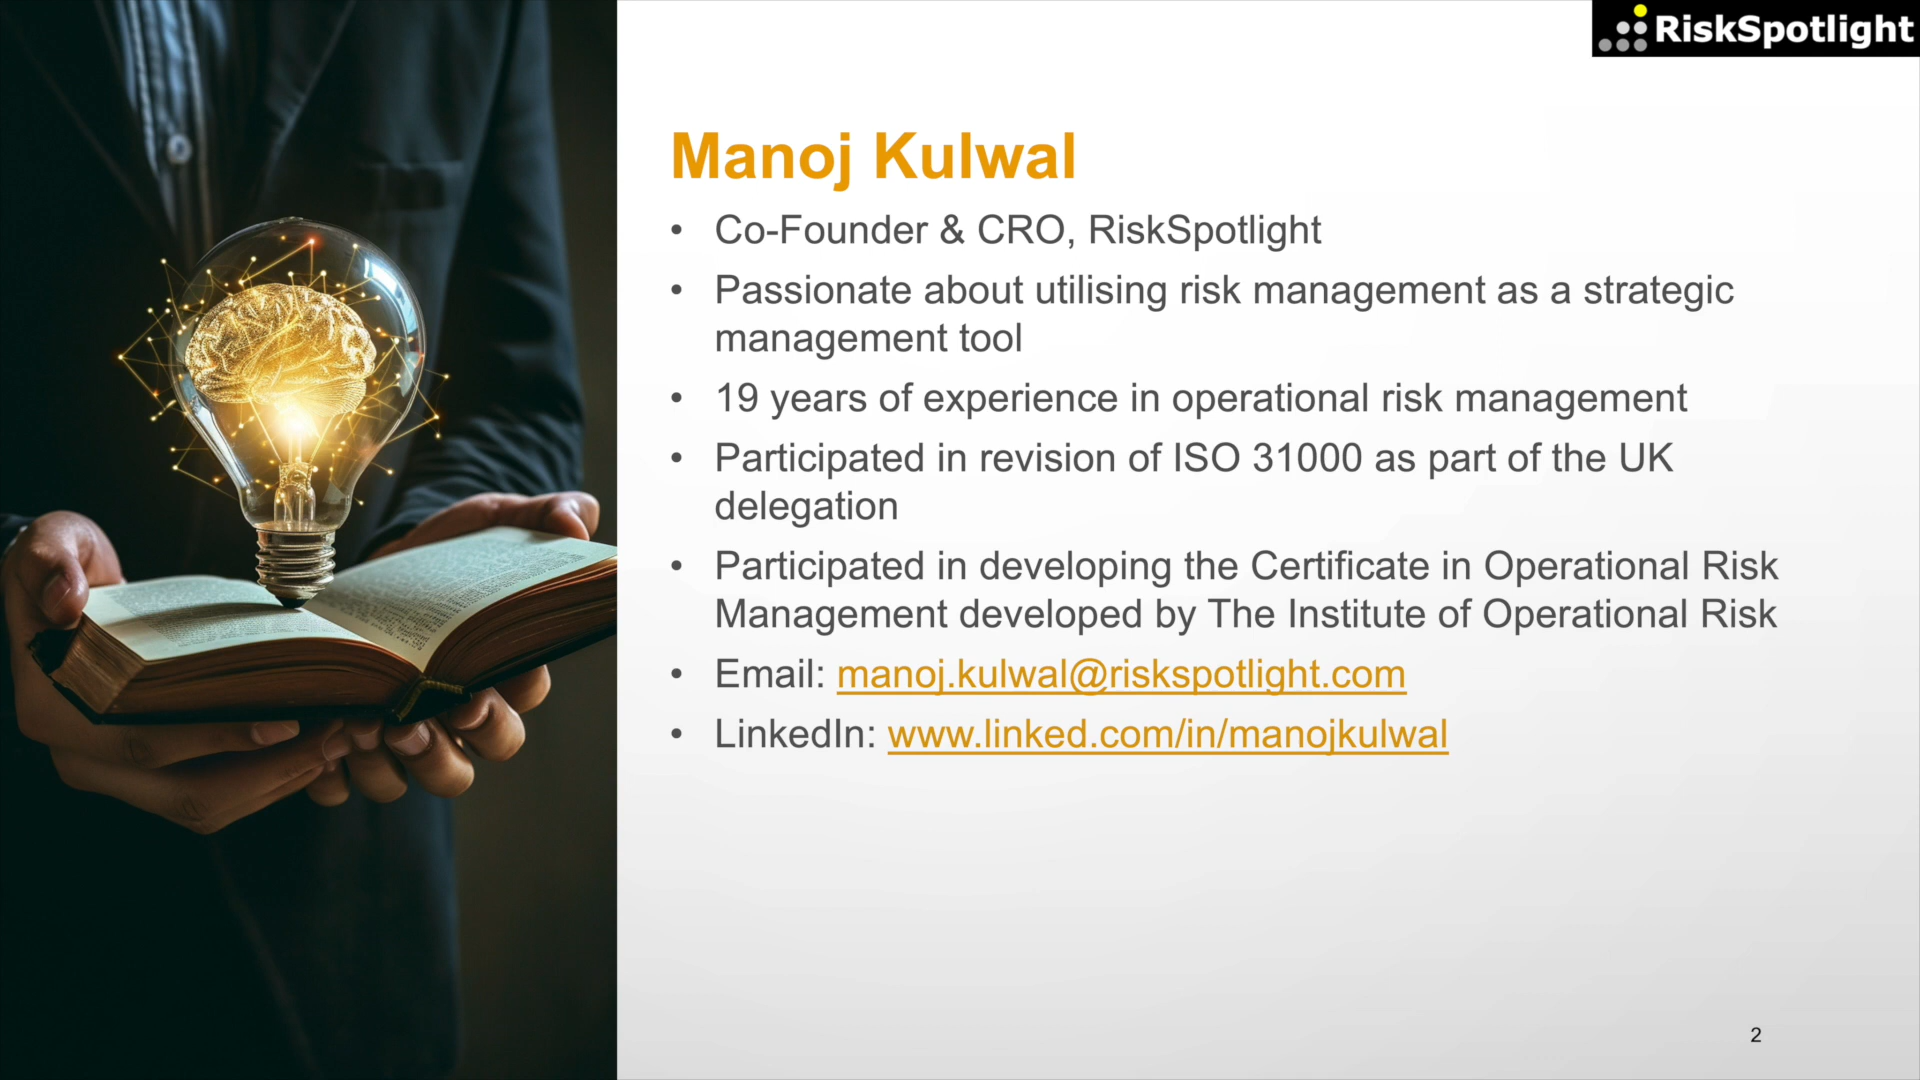 RiskSpotlight
Manoj Kulwal
• Co-Founder & CRO, RiskSpotlight
• Passionate about utilising risk management as a strategic
management tool
• 19 years of experience in operational risk management
• Participated in revision of ISO 31000 as part of the UK
delegation
• Participated in developing the Certificate in Operational Risk
Management developed by The Institute of Operational Risk
• Email: manoj.kulwal@riskspotlight.com
• LinkedIn: www.linked.com/in/manojkulwal
2